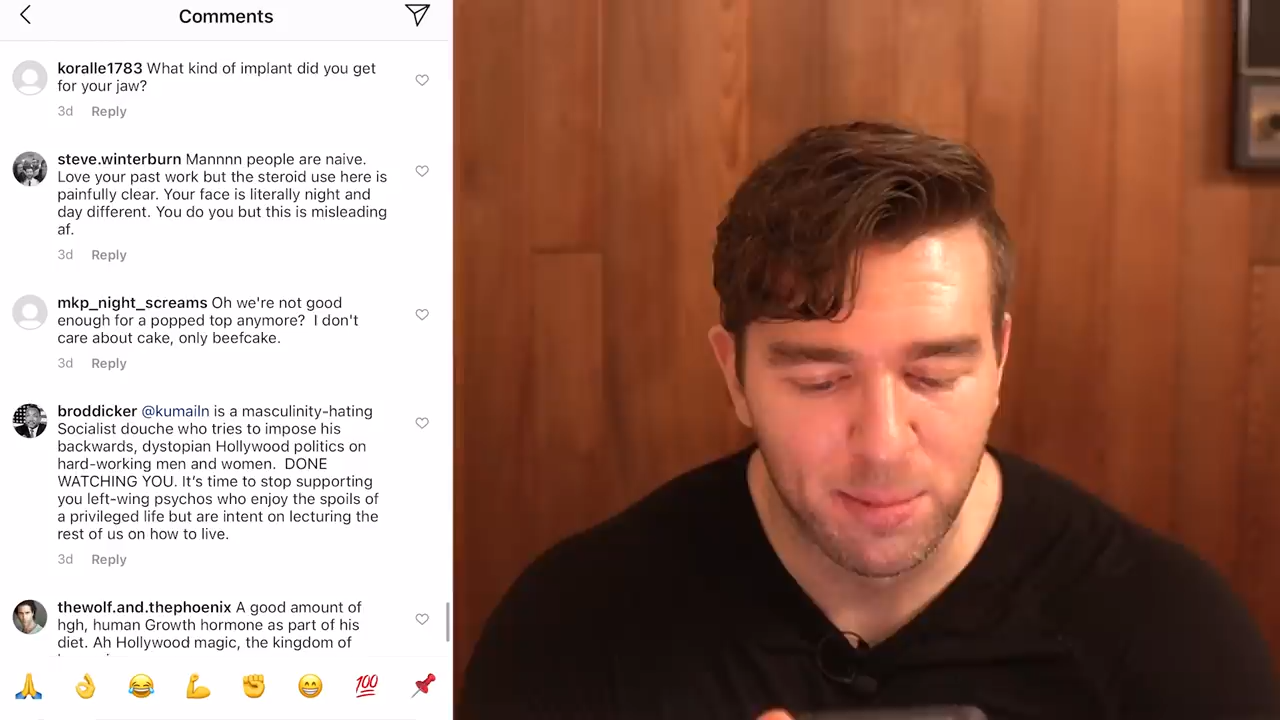 Comments
koralle1783 What kind of implant did you get
for your jaw?
3d Reply
steve.winterburn Mannnn people are naive.
Love your past work but the steroid use here is
painfully clear. Your face is literally night and
day different. You do you but this is misleading
af.
3d Reply
mkp_night_screams Oh we're not good
enough for a popped top anymore? I don't
care about cake, only beefcake.
3d Reply
broddicker @kumailn is a masculinity-hating
Socialist douche who tries to impose his
backwards, dystopian Hollywood politics on
hard-working men and women. DONE
WATCHING YOU. It's time to stop supporting
you left-wing psychos who enjoy the spoils of
a privileged life but are intent on lecturing the
rest of us on how to live.
3d Reply
thewolf.and.thephoenix A good amount of
hgh, human Growth hormone as part of his
diet. Ah Hollywood magic, the kingdom of